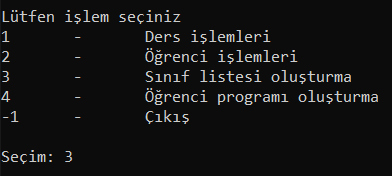 Lütfen işlem seçiniz
1 - Ders işlemleri
2 - Öğrenci işlemleri
3 - Sınıf listesi oluşturma
4 - Öğrenci programı oluşturma
-1 - Çıkış
Seçim: 3